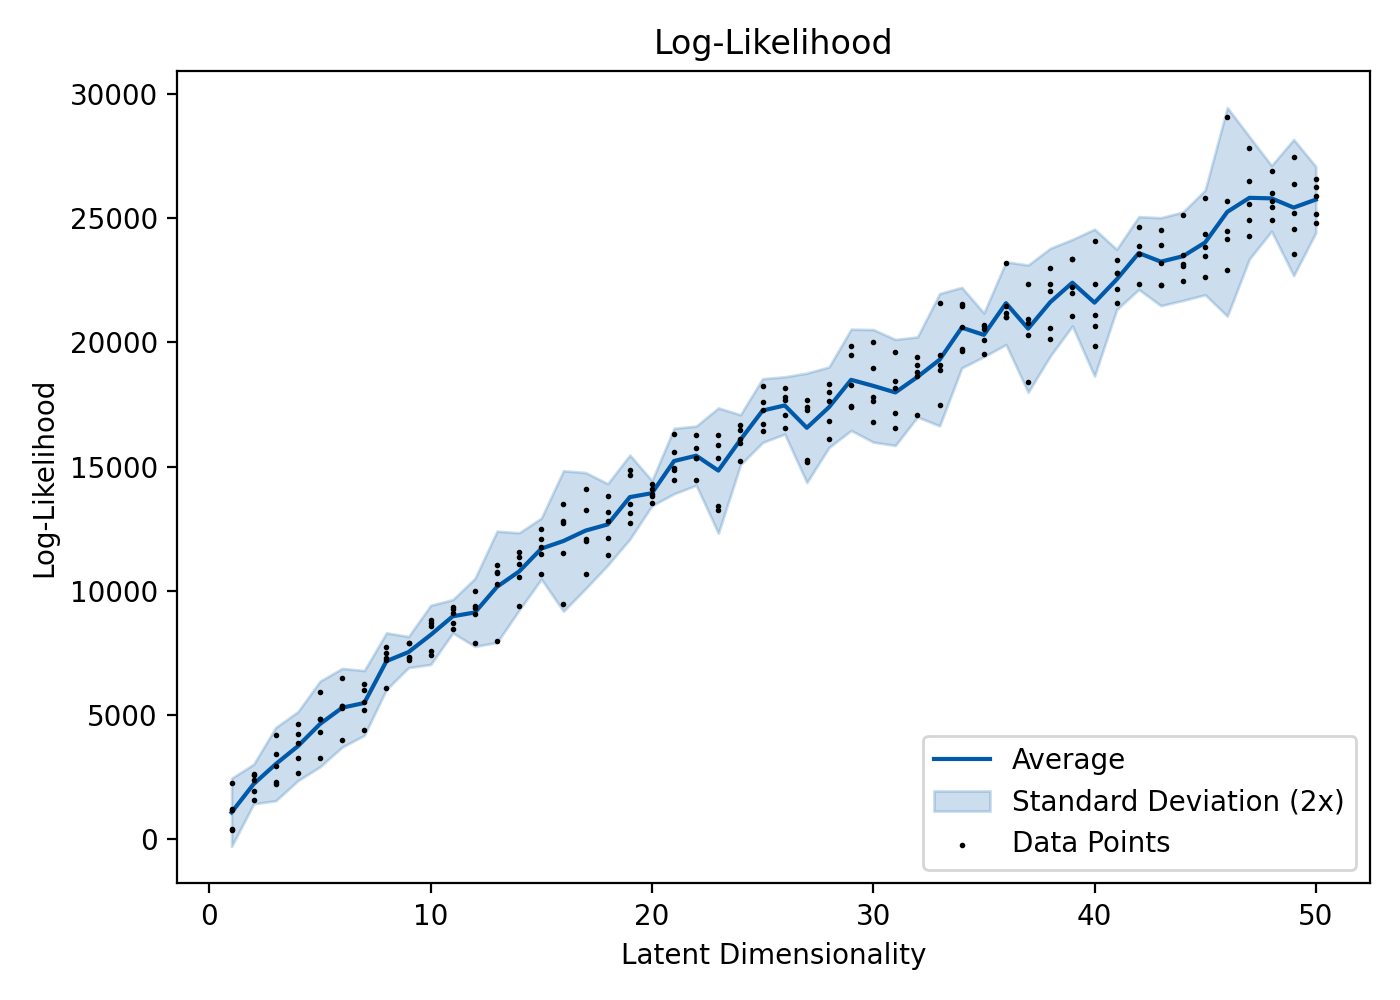 Log-Likelihood
Log-Likelihood
30000
25000
20000
15000
10000
5000
0
0 10 20 30 40 50
Latent Dimensionality
Average
Standard Deviation (2x)
Data Points